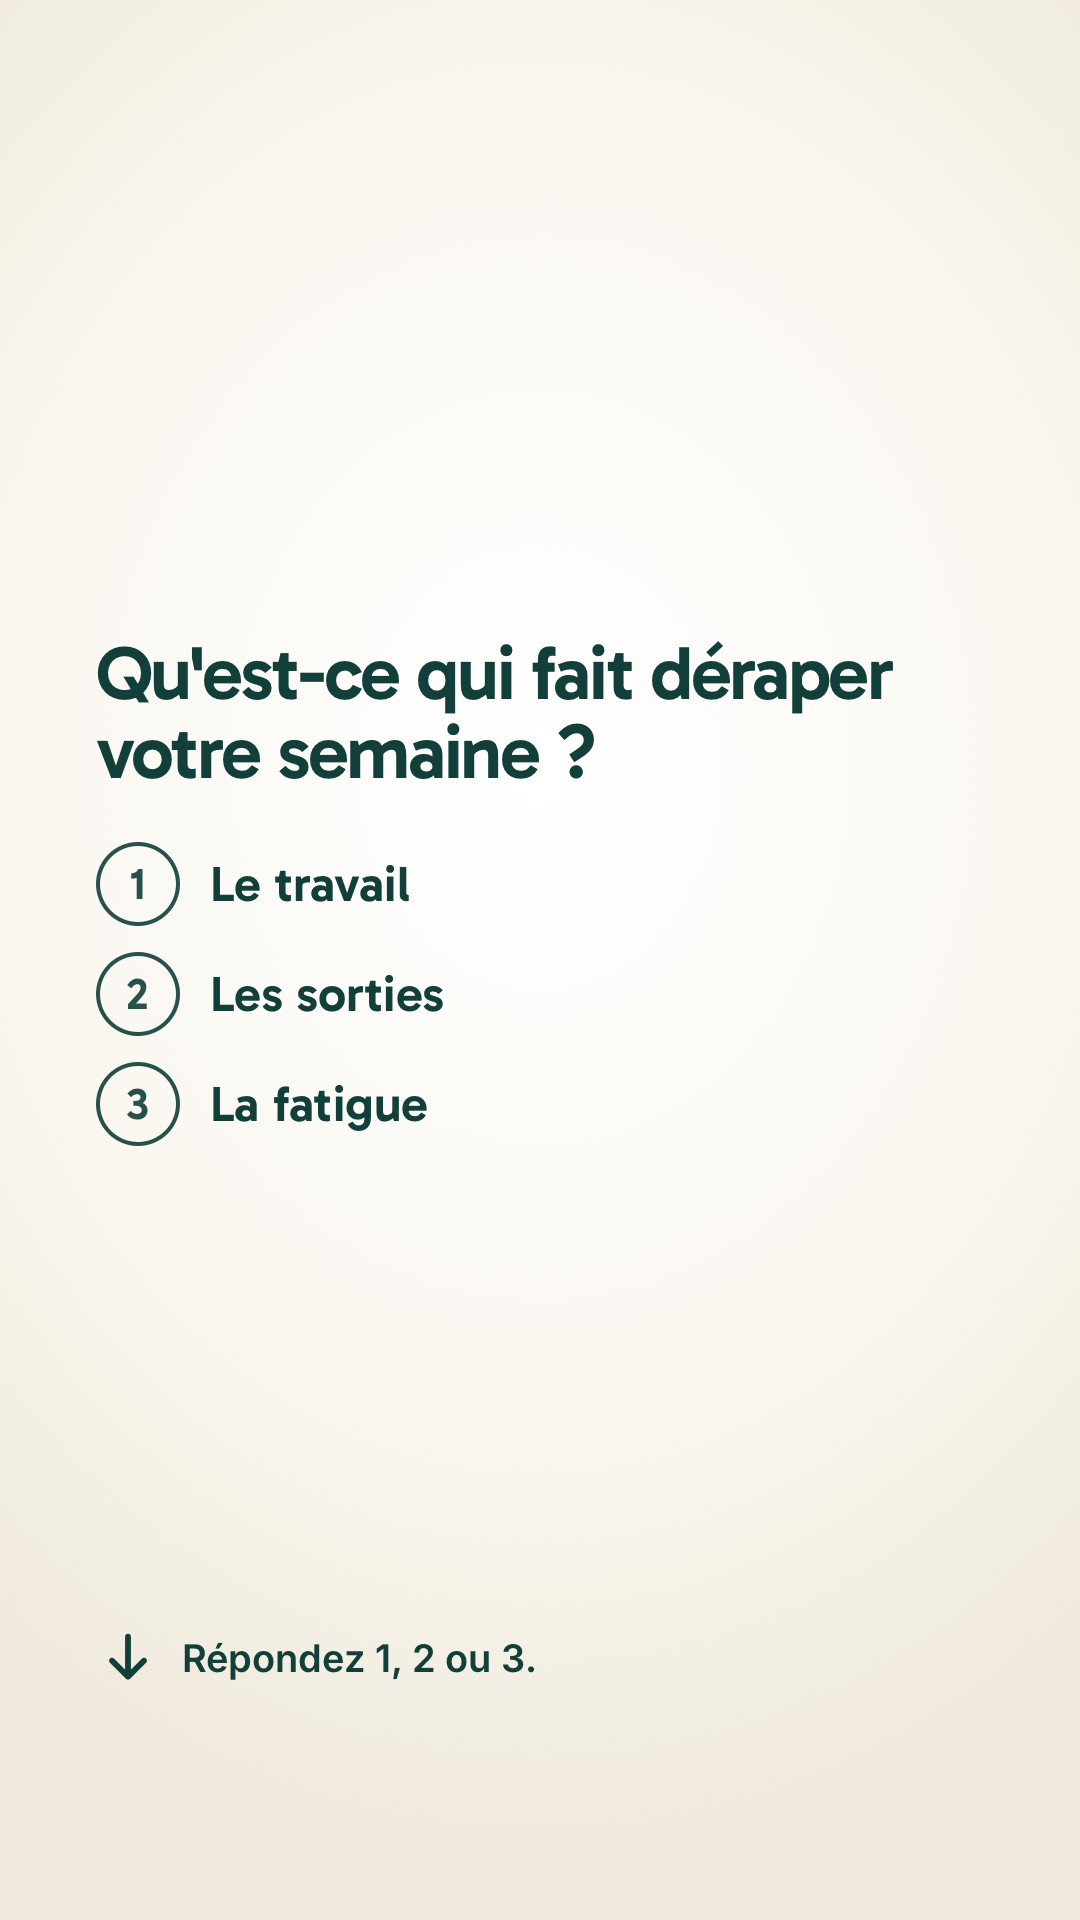 Qu'est-ce qui fait déraper
votre semaine ?
1 Le travail
2 Les sorties
3 La fatigue
Répondez 1, 2 ou 3.